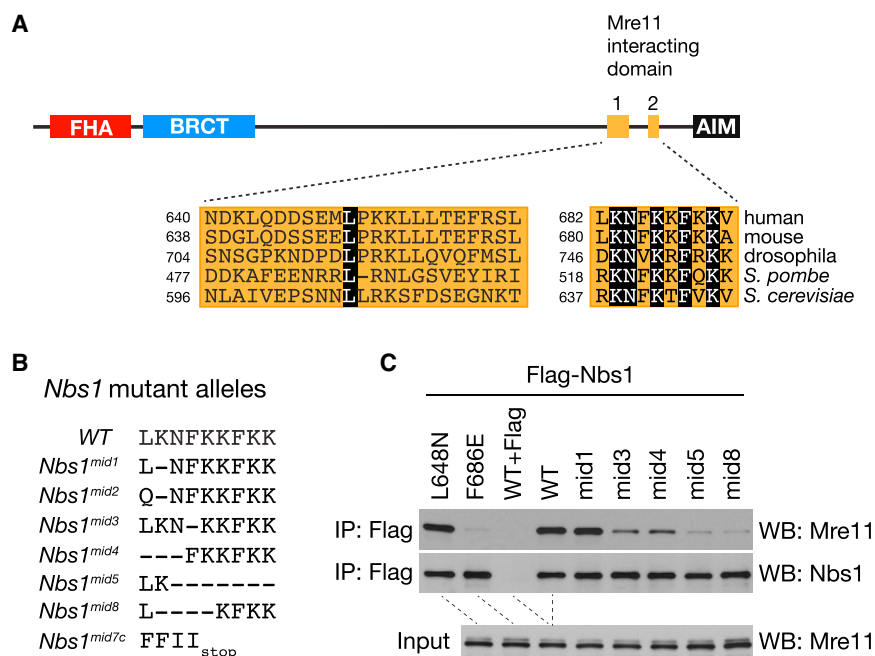 A
Mre11
interacting
domain
1 2
FHA BRCT AIM
640 NDKLQDDSEMLPKKLLLTEFRSL 682 LKNFKKFKKV human
638 SDGLQDDSEELPRKLLLTEFRSL 680 LKNFKKFKKA mouse
704 SNSGPKNDPDLPRKLLQVQFMSL 746 DKNVKRFRKK drosophila
477 DDKAFEENRRL-RNLGSVEYIRI 518 RKNFKKFQKV S. pombe
596 NLAIVEPSNNLLRKSFDSEGNKT 637 RKNFKTFVKV S. cerevisiae
B
Nbs1 mutant alleles
WT LKNFKKFKK
Nbs1mid1 L-NFKKFKK
Nbs1mid2 Q-NFKKFKK
Nbs1mid3 LKN-KKFKK
Nbs1mid4 ---FKKFKK
Nbs1mid5 LK-------
Nbs1mid8 L----KFKK
Nbs1mid7c FFIIstop
C
Flag-Nbs1
L648N F686E WT+Flag WT mid1 mid3 mid4 mid5 mid8
IP: Flag WB: Mre11
IP: Flag WB: Nbs1
Input WB: Mre11